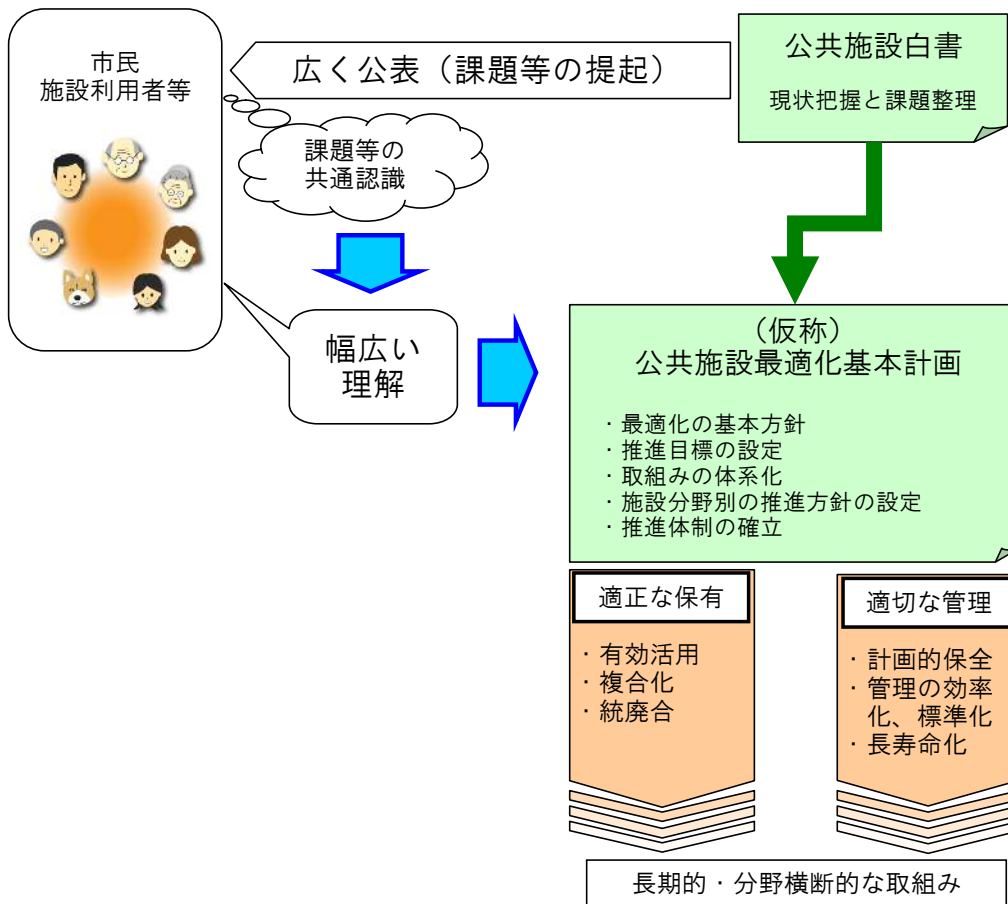 市民
施設利用者等
広く公表（課題等の提起）
公共施設白書
現状把握と課題整理
課題等の
共通認識
幅広い
理解
（仮称）
公共施設最適化基本計画
・最適化の基本方針
・推進目標の設定
・取組みの体系化
・施設分野別の推進方針の設定
・推進体制の確立
適正な保有
・有効活用
・複合化
・統廃合
適切な管理
・計画的保全
・管理の効率
化、標準化
・長寿命化
長期的・分野横断的な取組み